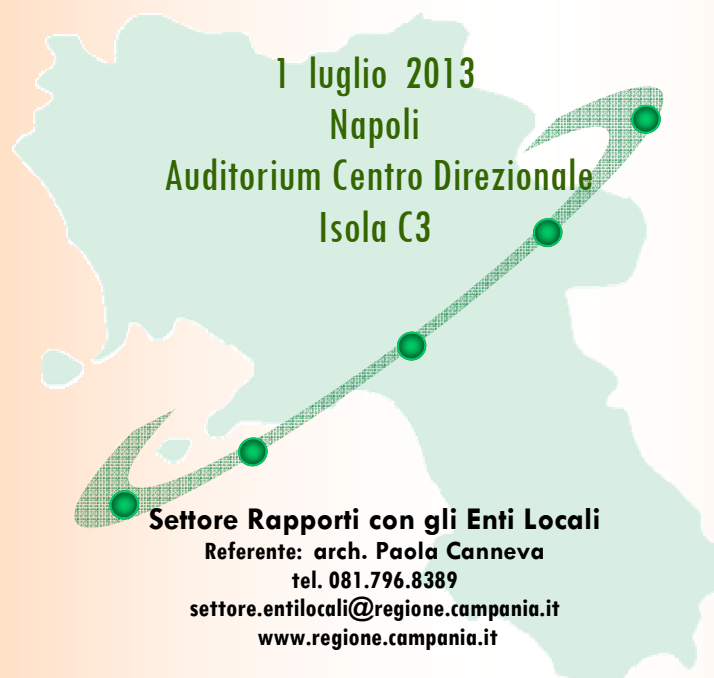 1 luglio 2013
Napoli
Auditorium Centro Direzionale
Isola C3
Settore Rapporti con gli Enti Locali
Referente: arch. Paola Canneva
tel. 081.796.8389
settore.entilocali@regione.campania.it
www.regione.campania.it